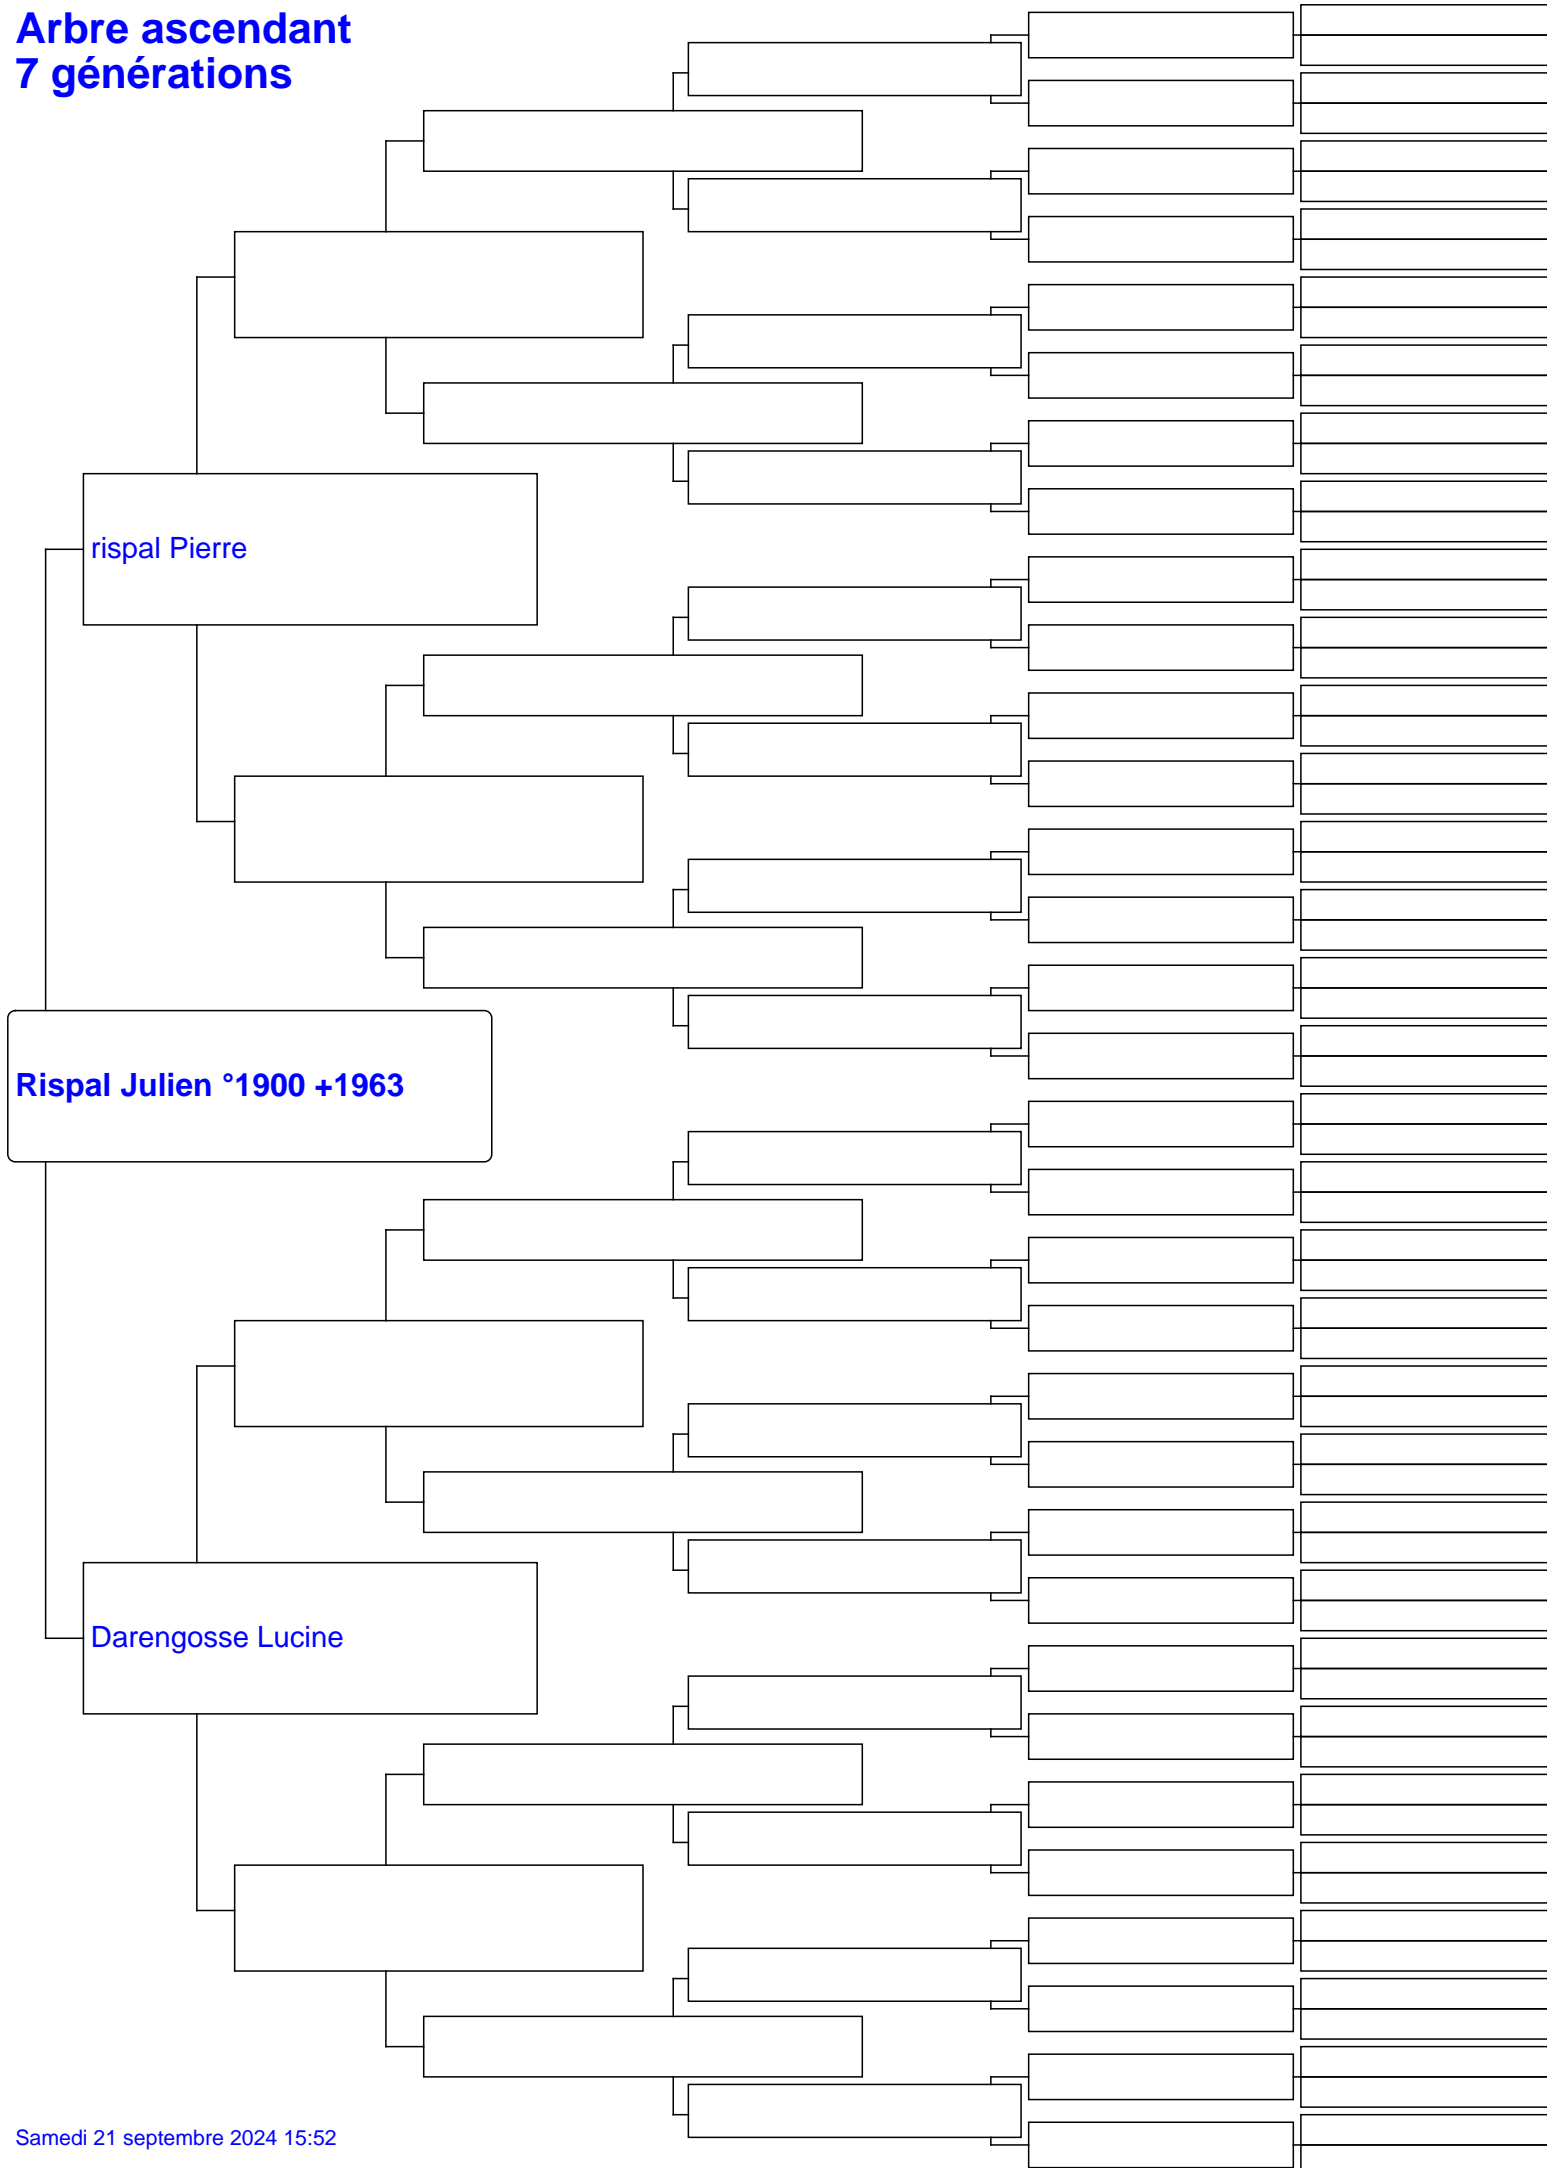 Arbre ascendant
7 générations
rispal Pierre
Rispal Julien °1900 +1963
Darengosse Lucine
Samedi 21 septembre 2024 15:52